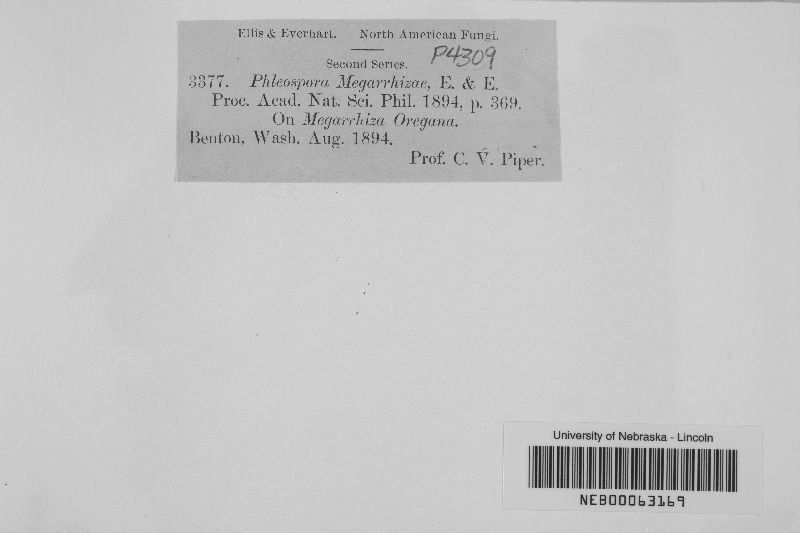 Ellis & Everhart. North American Fungi.
Second Series. P4309
3377. Phleospora Megarrhizae, E. & E.
Proc. Acad. Nat. Sci. Phil. 1894, p. 369.
On Megarrhiza Oregana.
Benton, Wash. Aug. 1894.
Prof. C. V. Piper.
University of Nebraska - Lincoln
NEB00063169